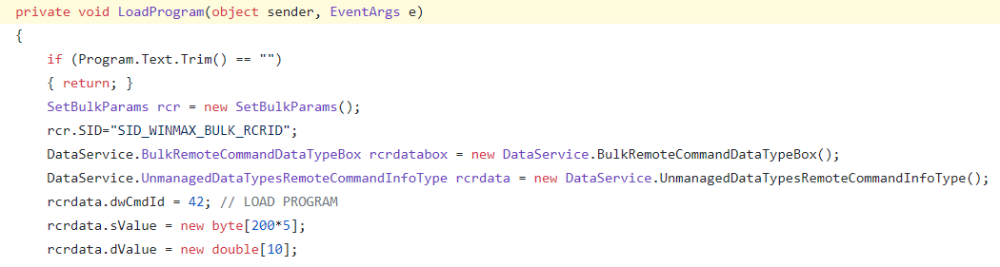 private void LoadProgram(object sender, EventArgs e)
{
if (Program.Text.Trim() == "")
{ return; }
SetBulkParams rcr = new SetBulkParams();
rcr.SID="SID_WINMAX_BULK_RCRID";
DataService.BulkRemoteCommandDataTypeBox rcrdatabox = new DataService.BulkRemoteCommandDataTypeBox();
DataService.UnmanagedDataTypesRemoteCommandInfoType rcrdata = new DataService.UnmanagedDataTypesRemoteCommandInfoType();
rcrdata.dwCmdId = 42; // LOAD PROGRAM
rcrdata.sValue = new byte[200*5];
rcrdata.dValue = new double[10];